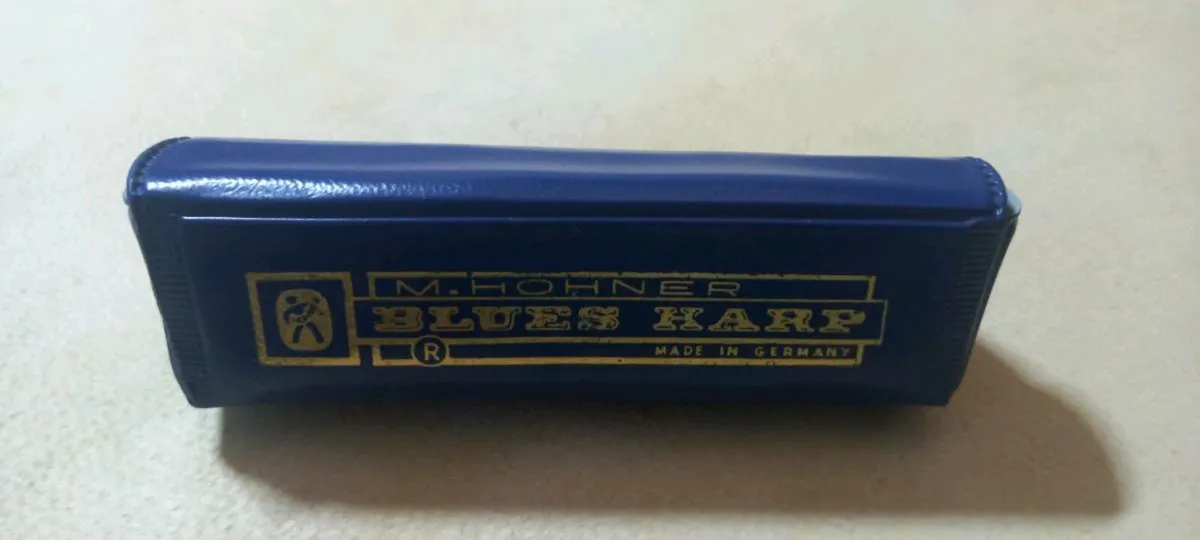 M. HOHNER
BLUES HARP
®
MADE IN GERMANY